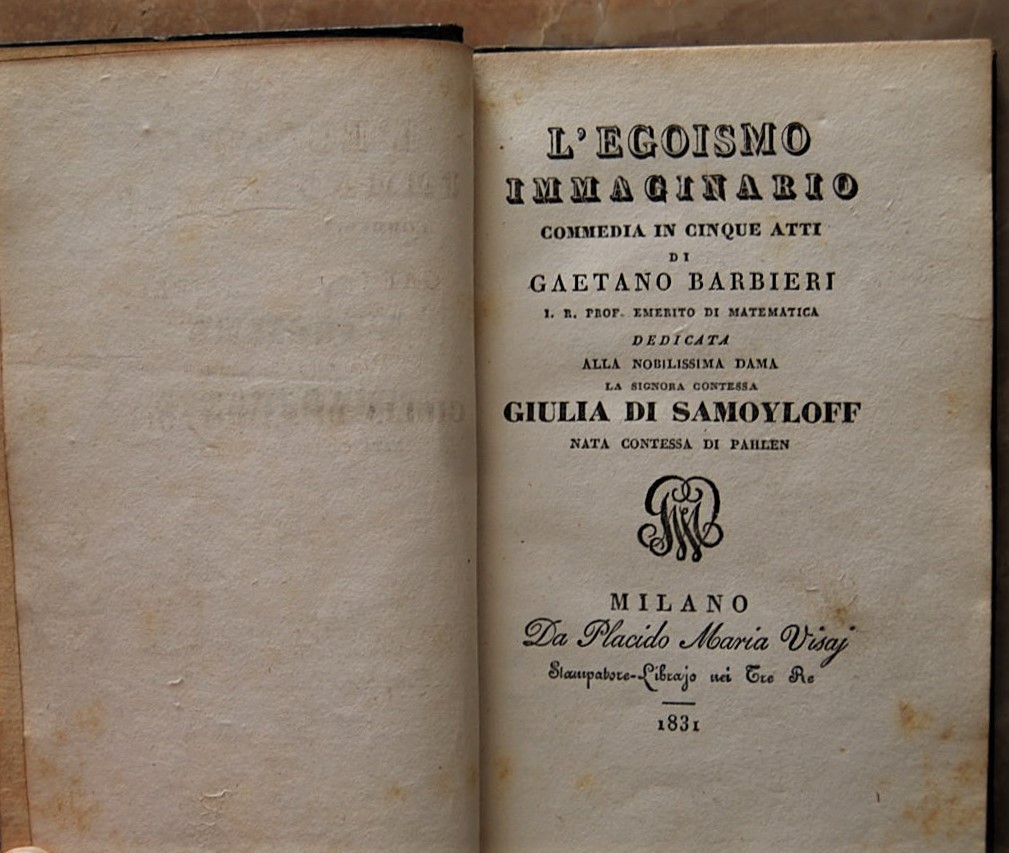 L'EGOISMO
IMMAGINARIO
COMMEDIA IN CINQUE ATTI
DI
GAETANO BARBIERI
I. R. PROF. EMERITO DI MATEMATICA
DEDICATA
ALLA NOBILISSIMA DAMA
LA SIGNORA CONTESSA
GIULIA DI SAMOYLOFF
NATA CONTESSA DI PAHLEN
MILANO
Da Placido Maria Visaj
Stampatore-Librajo nei Tre Re
1831